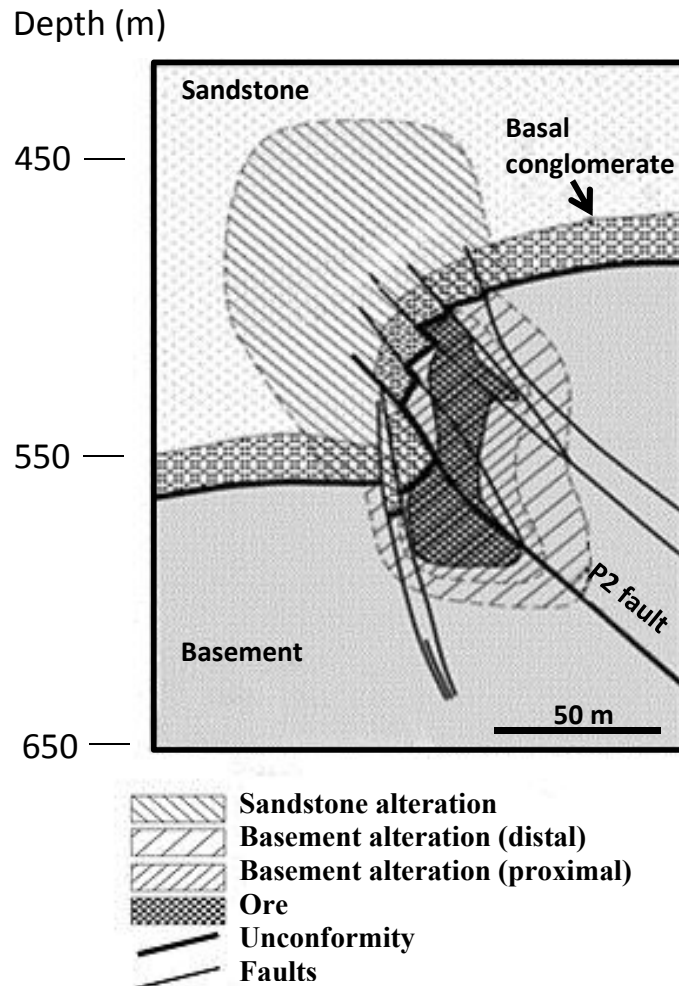 Depth (m)
Sandstone
Basal
conglomerate
450
550
P2 fault
Basement
50 m
650
Sandstone alteration
Basement alteration (distal)
Basement alteration (proximal)
Ore
Unconformity
Faults